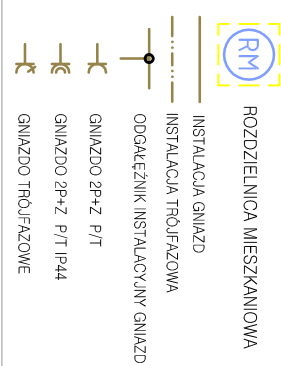 RM
ROZDZIELNICA MIESZKANIOWA
INSTALACJA GNIAZD
INSTALACJA TRÓJFAZOWA
ODGAŁĘŹNIK INSTALACYJNY GNIAZD
GNIAZDO 2P+Z P/T
GNIAZDO 2P+Z P/T IP44
GNIAZDO TRÓJFAZOWE